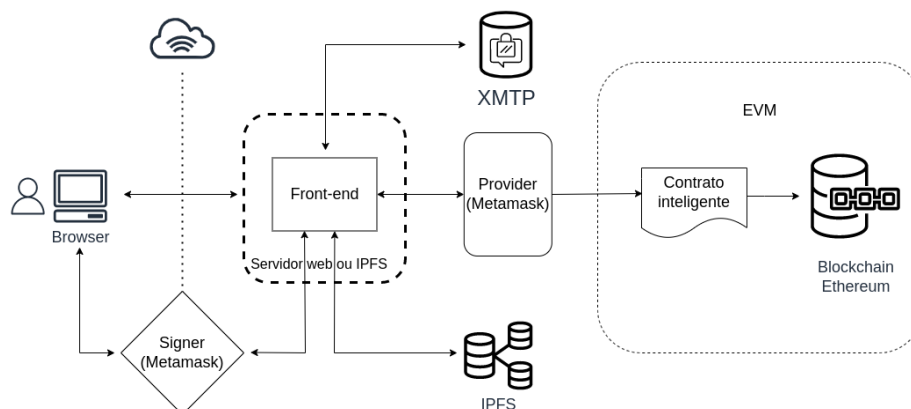 XMTP
EVM
Browser
Front-end
Servidor web ou IPFS
Provider
(Metamask)
Contrato
inteligente
Blockchain
Ethereum
Signer
(Metamask)
IPFS